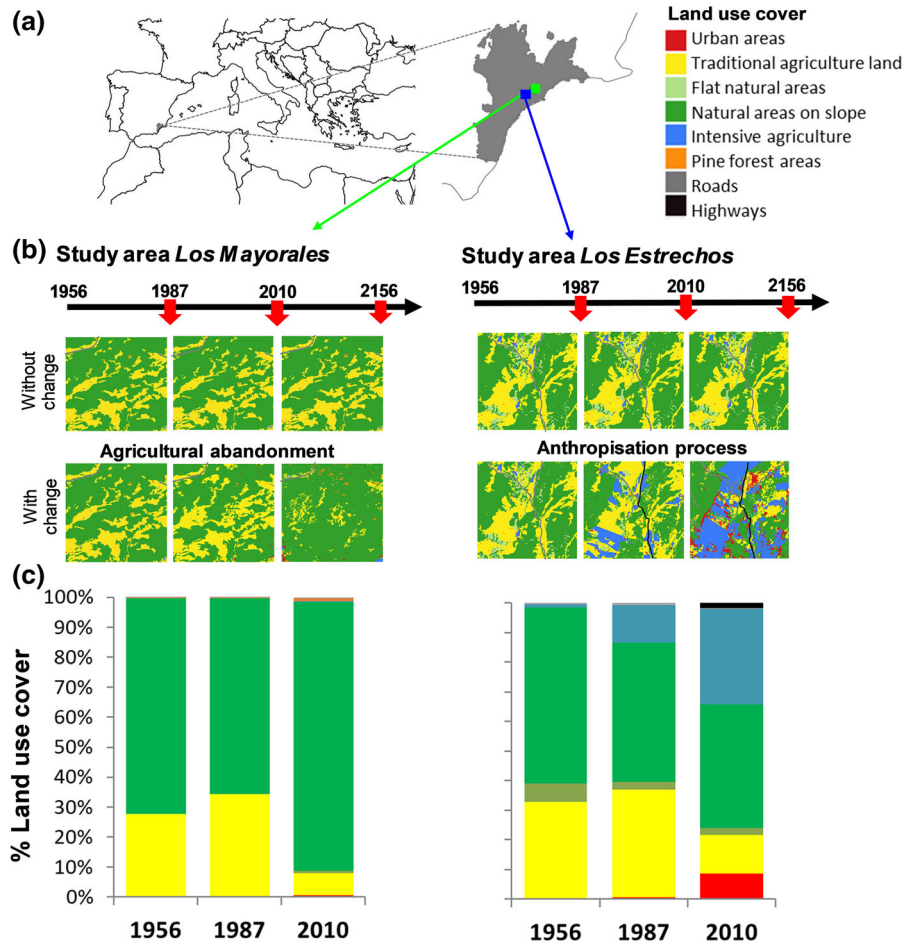 (a)
Land use cover
Urban areas
Traditional agriculture land
Flat natural areas
Natural areas on slope
Intensive agriculture
Pine forest areas
Roads
Highways
(b)
Study area Los Mayorales
1956 1987 2010 2156
Without
change
Agricultural abandonment
With
change
Study area Los Estrechos
1956 1987 2010 2156
Anthropisation process
(c)
% Land use cover
100%
90%
80%
70%
60%
50%
40%
30%
20%
10%
0%
1956 1987 2010
1956 1987 2010